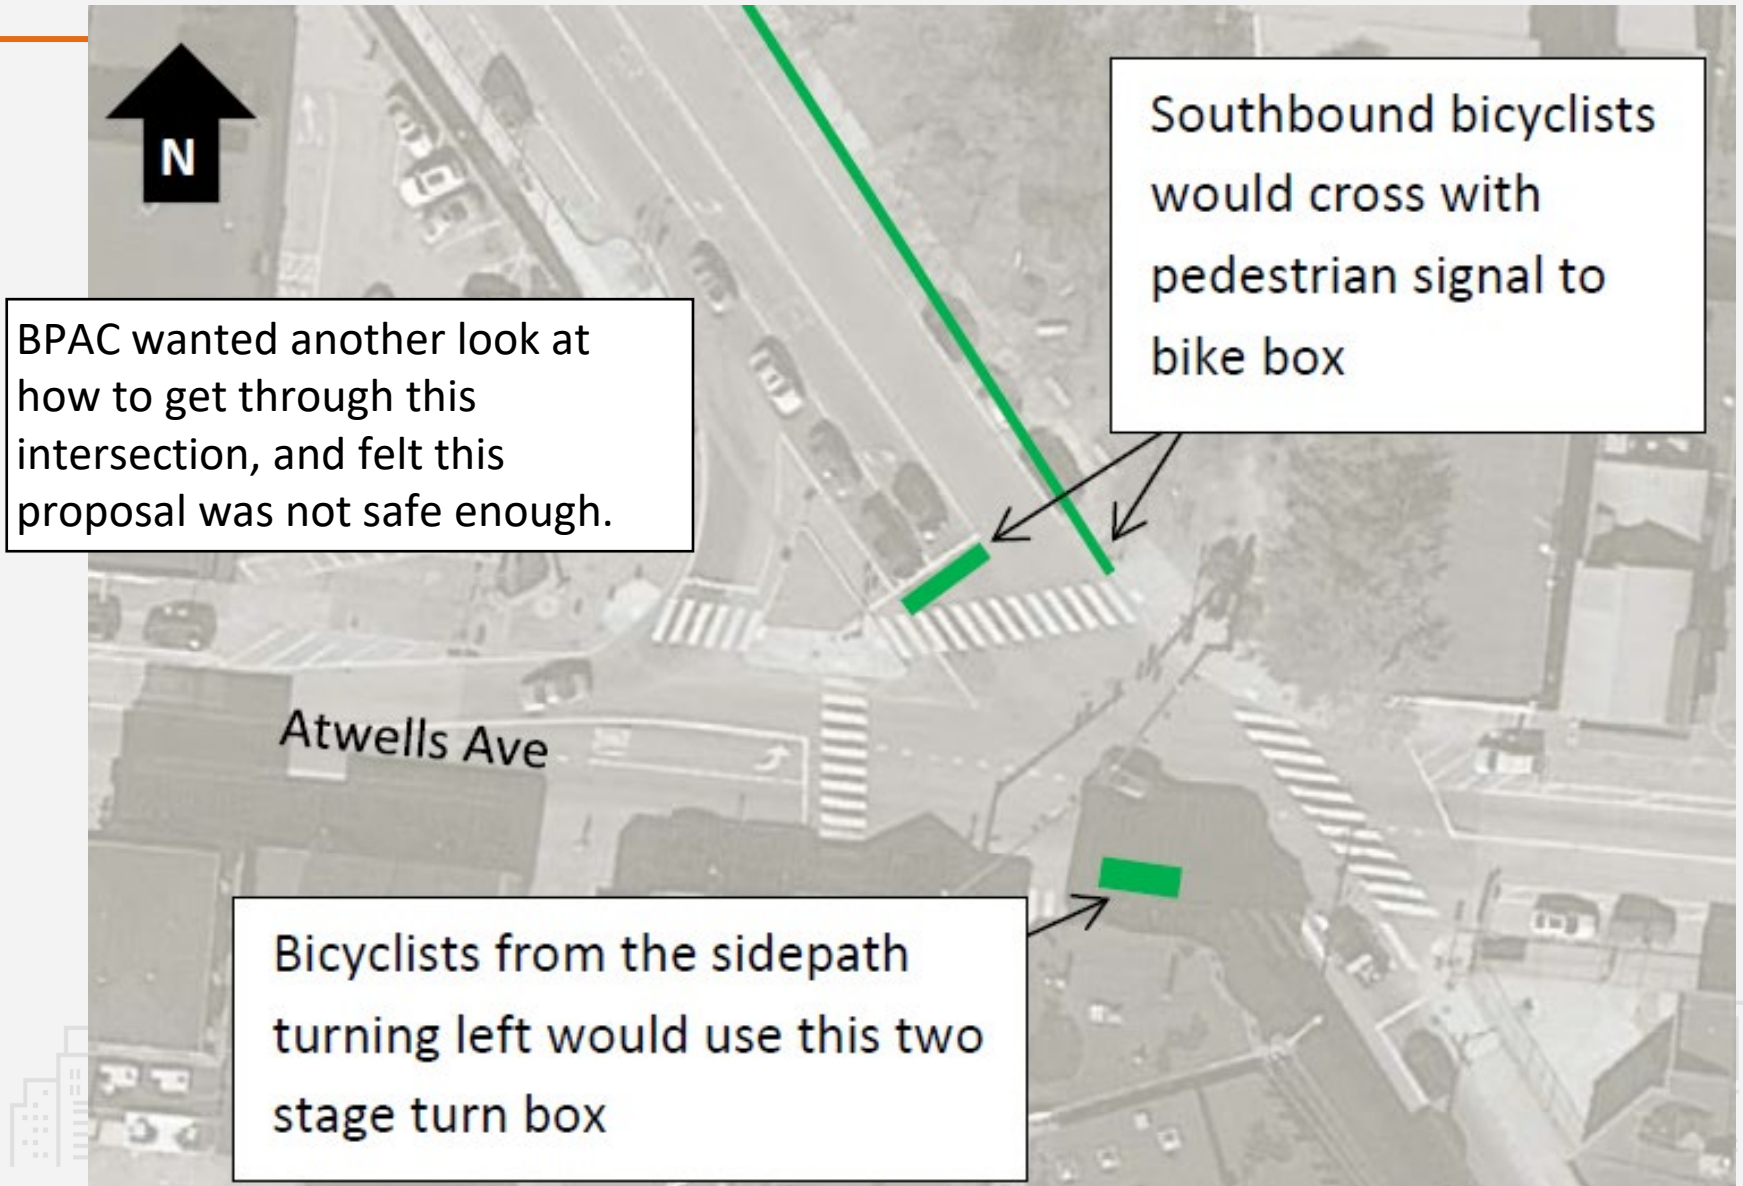 N
Southbound bicyclists
would cross with
pedestrian signal to
bike box
BPAC wanted another look at
how to get through this
intersection, and felt this
proposal was not safe enough.
Atwells Ave
Bicyclists from the sidepath
turning left would use this two
stage turn box